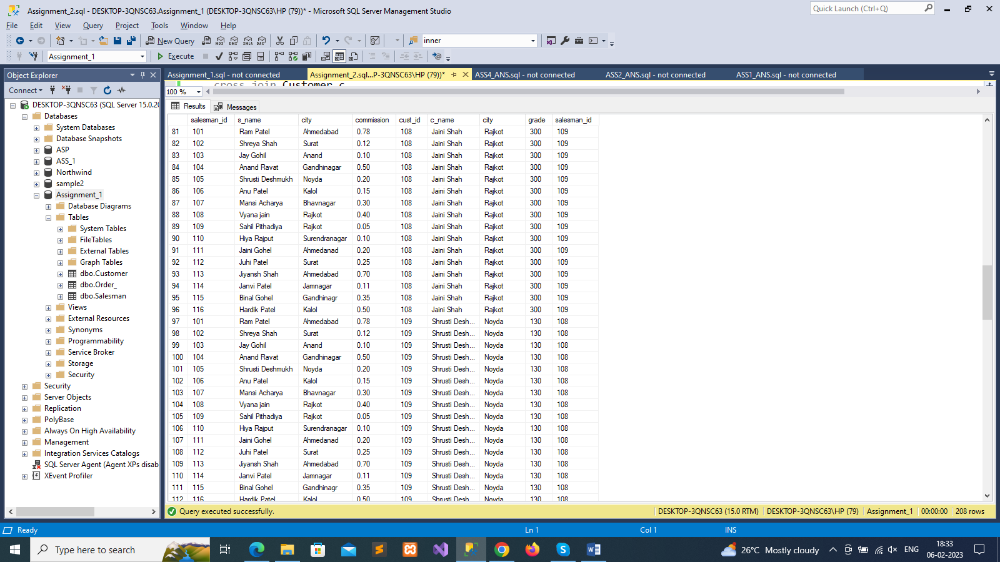 Assignment_2.sql - DESKTOP-3QNSC63.Assignment_1 (DESKTOP-3QNSC63\HP (79))* - Microsoft SQL Server Management Studio
Quick Launch (Ctrl+Q)
File Edit View Query Project Tools Window Help
New Query MDX DMX XMLA DAX inner
Assignment_1 Execute
Object Explorer
Assignment_1.sql - not connected Assignment_2.sql...P-3QNSC63\HP (79))* ASS4_ANS.sql - not connected ASS2_ANS.sql - not connected ASS1_ANS.sql - not connected
cross join Customer c
Connect
100 %
Results Messages
DESKTOP-3QNSC63 (SQL Server 15.0.20
Databases
System Databases
Database Snapshots
ASP
ASS_1
Northwind
sample2
Assignment_1
Database Diagrams
Tables
System Tables
FileTables
External Tables
Graph Tables
dbo.Customer
dbo.Order_
dbo.Salesman
Views
External Resources
Synonyms
Programmability
Service Broker
Storage
Security
Security
Server Objects
Replication
PolyBase
Always On High Availability
Management
Integration Services Catalogs
SQL Server Agent (Agent XPs disab
XEvent Profiler
salesman_id s_name city commission cust_id c_name city grade salesman_id
81 101 Ram Patel Ahmedabad 0.78 108 Jaini Shah Rajkot 300 109
82 102 Shreya Shah Surat 0.12 108 Jaini Shah Rajkot 300 109
83 103 Jay Gohil Anand 0.10 108 Jaini Shah Rajkot 300 109
84 104 Anand Ravat Gandhinagar 0.50 108 Jaini Shah Rajkot 300 109
85 105 Shrusti Deshmukh Noyda 0.20 108 Jaini Shah Rajkot 300 109
86 106 Anu Patel Kalol 0.15 108 Jaini Shah Rajkot 300 109
87 107 Mansi Acharya Bhavnagar 0.30 108 Jaini Shah Rajkot 300 109
88 108 Vyana jain Rajkot 0.40 108 Jaini Shah Rajkot 300 109
89 109 Sahil Pithadiya Rajkot 0.05 108 Jaini Shah Rajkot 300 109
90 110 Hiya Rajput Surendranagar 0.10 108 Jaini Shah Rajkot 300 109
91 111 Jaini Gohel Ahmedanad 0.20 108 Jaini Shah Rajkot 300 109
92 112 Juhi Patel Surat 0.25 108 Jaini Shah Rajkot 300 109
93 113 Jiyansh Shah Ahmedabad 0.70 108 Jaini Shah Rajkot 300 109
94 114 Janvi Patel Jamnagar 0.11 108 Jaini Shah Rajkot 300 109
95 115 Binal Gohel Gandhinagr 0.35 108 Jaini Shah Rajkot 300 109
96 116 Hardik Patel Kalol 0.50 108 Jaini Shah Rajkot 300 109
97 101 Ram Patel Ahmedabad 0.78 109 Shrusti Desh... Noyda 130 108
98 102 Shreya Shah Surat 0.12 109 Shrusti Desh... Noyda 130 108
99 103 Jay Gohil Anand 0.10 109 Shrusti Desh... Noyda 130 108
100 104 Anand Ravat Gandhinagar 0.50 109 Shrusti Desh... Noyda 130 108
101 105 Shrusti Deshmukh Noyda 0.20 109 Shrusti Desh... Noyda 130 108
102 106 Anu Patel Kalol 0.15 109 Shrusti Desh... Noyda 130 108
103 107 Mansi Acharya Bhavnagar 0.30 109 Shrusti Desh... Noyda 130 108
104 108 Vyana jain Rajkot 0.40 109 Shrusti Desh... Noyda 130 108
105 109 Sahil Pithadiya Rajkot 0.05 109 Shrusti Desh... Noyda 130 108
106 110 Hiya Rajput Surendranagar 0.10 109 Shrusti Desh... Noyda 130 108
107 111 Jaini Gohel Ahmedanad 0.20 109 Shrusti Desh... Noyda 130 108
108 112 Juhi Patel Surat 0.25 109 Shrusti Desh... Noyda 130 108
109 113 Jiyansh Shah Ahmedabad 0.70 109 Shrusti Desh... Noyda 130 108
110 114 Janvi Patel Jamnagar 0.11 109 Shrusti Desh... Noyda 130 108
111 115 Binal Gohel Gandhinagr 0.35 109 Shrusti Desh... Noyda 130 108
112 116 Hardik Patel Kalol 0.50 109 Shrusti Desh... Noyda 130 108
Query executed successfully. DESKTOP-3QNSC63 (15.0 RTM) DESKTOP-3QNSC63\HP (79) Assignment_1 00:00:00 208 rows
Ready Ln 1 Col 1 INS
Type here to search 26°C Mostly cloudy ENG 18:33
06-02-2023